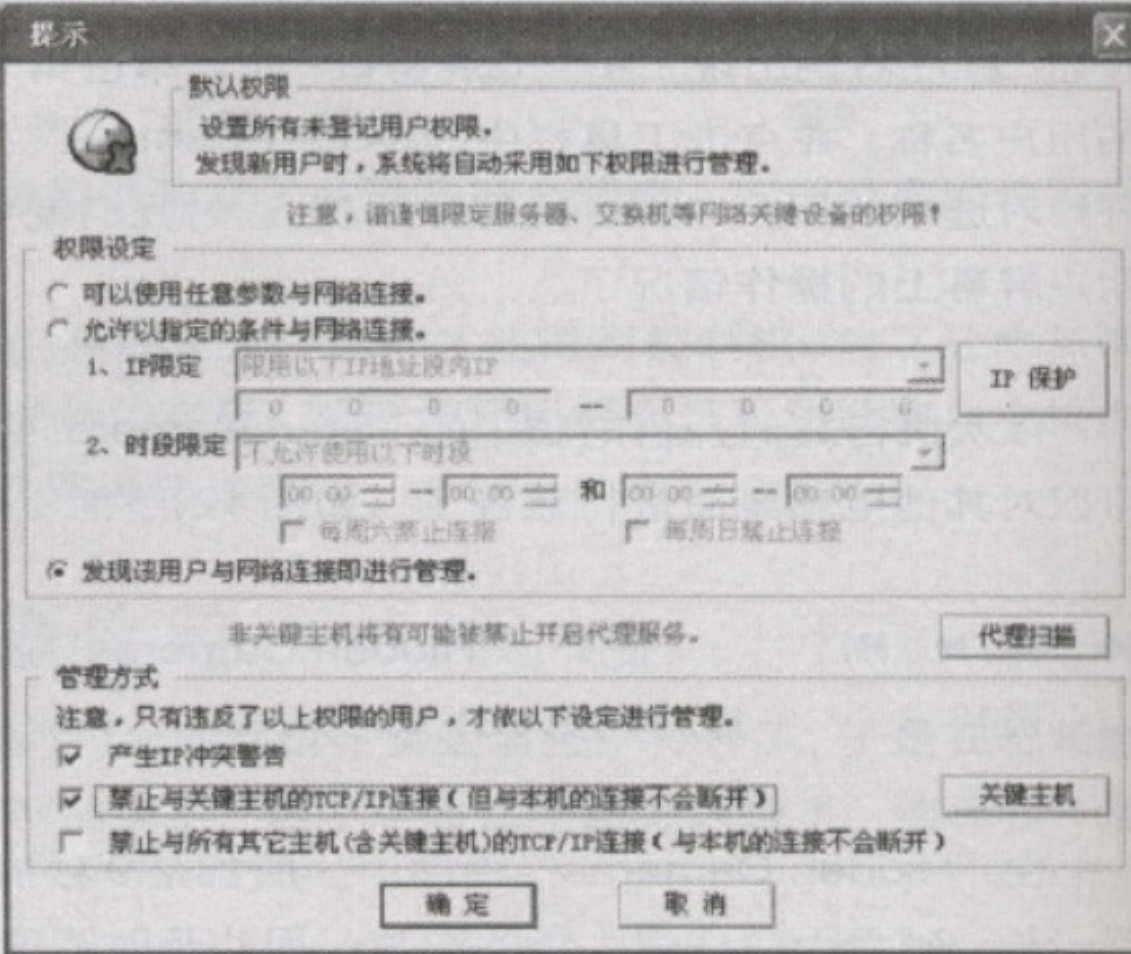 提示
默认权限
设置所有未登记用户权限。
发现新用户时，系统将自动采用如下权限进行管理。
注意，请谨慎限定服务器、交换机等网络关键设备的权限！
权限设定
可以使用任意参数与网络连接。
允许以指定的条件与网络连接。
1、IP限定 限用以下IP地址段内IP
IP 保护
0 0 0 0 -- 0 0 0 0
2、时段限定 不允许使用以下时段
00:00 -- 00:00 和 00:00 -- 00:00
每周六禁止连接 每周日禁止连接
发现该用户与网络连接即进行管理。
非关键主机将有可能被禁止开启代理服务。 代理扫描
管理方式
注意，只有违反了以上权限的用户，才依以下设定进行管理。
产生IP冲突警告
禁止与关键主机的TCP/IP连接（但与本机的连接不会断开） 关键主机
禁止与所有其它主机(含关键主机)的TCP/IP连接（与本机的连接不会断开）
确 定 取 消